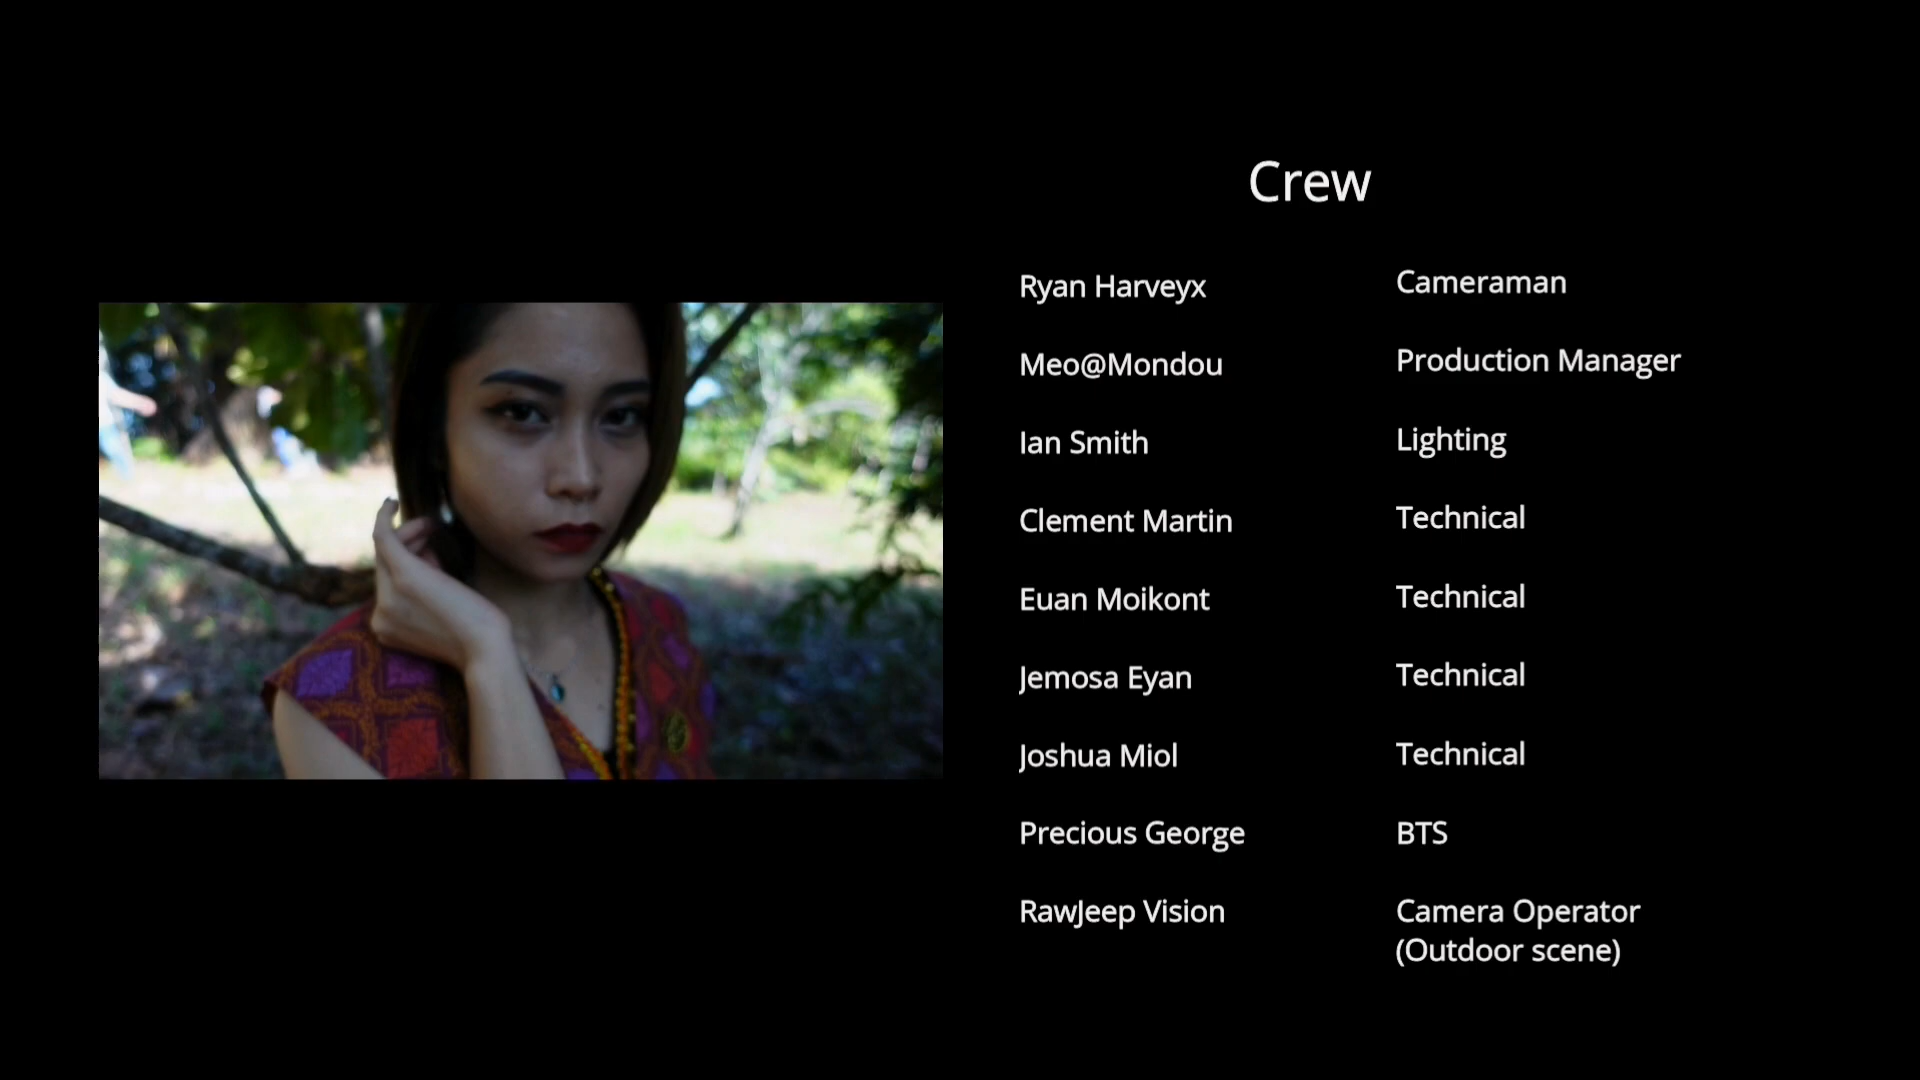 Crew
Ryan Harveyx Cameraman
Meo@Mondou Production Manager
Ian Smith Lighting
Clement Martin Technical
Euan Moikont Technical
Jemosa Eyan Technical
Joshua Miol Technical
Precious George BTS
RawJeep Vision Camera Operator
(Outdoor scene)